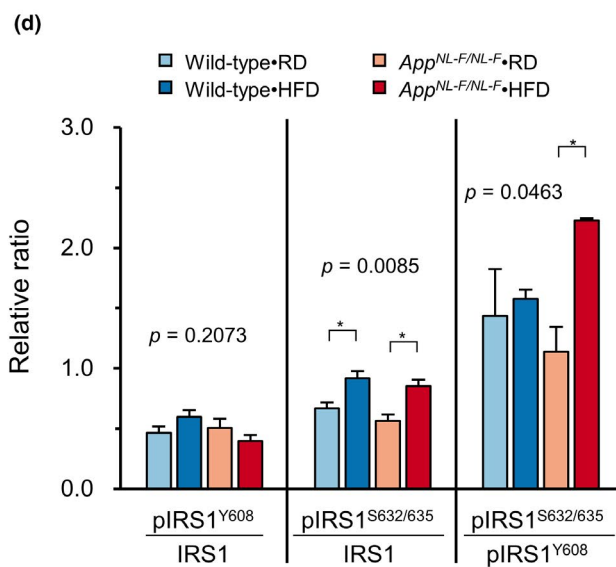 (d)
Wild-type•RD
App^NL-F/NL-F•RD
Wild-type•HFD
App^NL-F/NL-F•HFD
Relative ratio
3.0
2.0
1.0
0.0
p = 0.2073
p = 0.0085
p = 0.0463
*
*
*
pIRS1^Y608
IRS1
pIRS1^S632/635
IRS1
pIRS1^S632/635
pIRS1^Y608